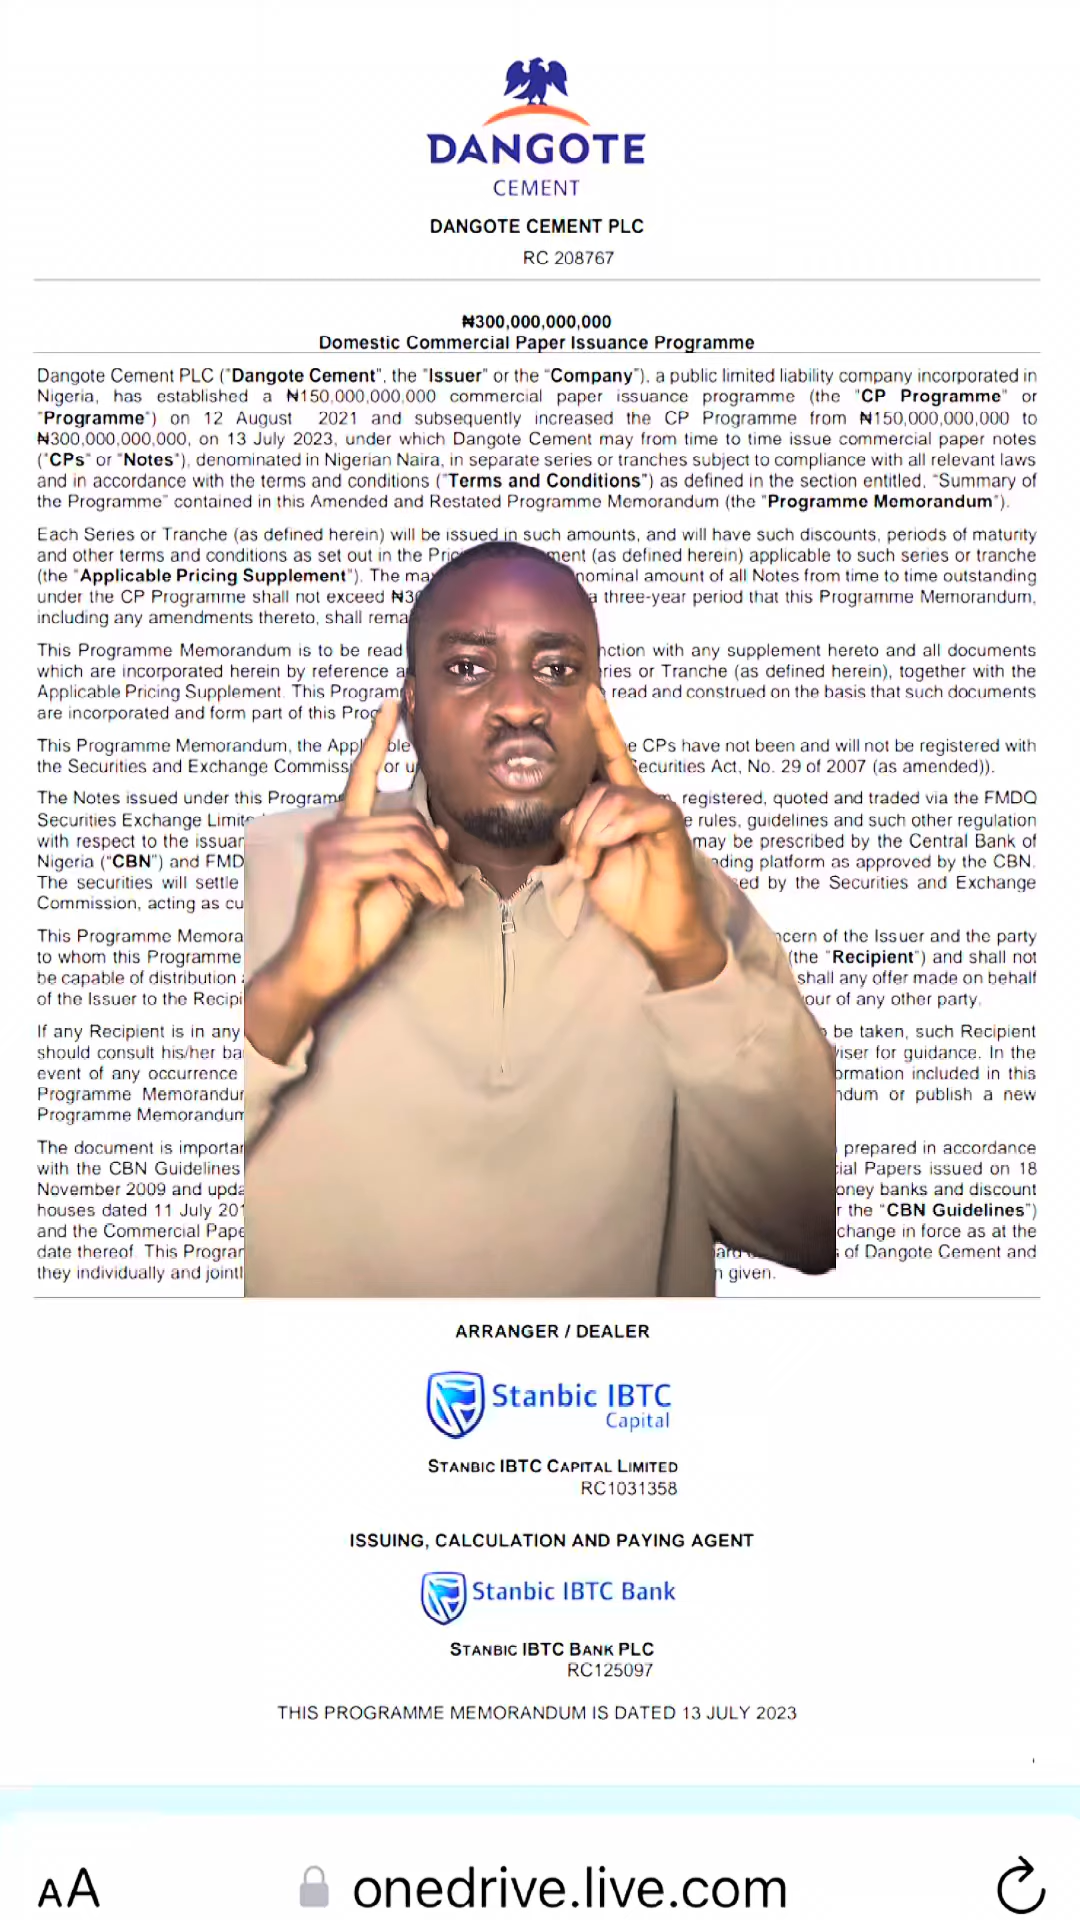 DANGOTE
CEMENT
DANGOTE CEMENT PLC
RC 208767
₦300,000,000,000
Domestic Commercial Paper Issuance Programme
Dangote Cement PLC ("Dangote Cement", the "Issuer" or the "Company"), a public limited liability company incorporated in
Nigeria, has established a ₦150,000,000,000 commercial paper issuance programme (the "CP Programme" or
"Programme") on 12 August 2021 and subsequently increased the CP Programme from ₦150,000,000,000 to
₦300,000,000,000, on 13 July 2023, under which Dangote Cement may from time to time issue commercial paper notes
("CPs" or "Notes"), denominated in Nigerian Naira, in separate series or tranches subject to compliance with all relevant laws
and in accordance with the terms and conditions ("Terms and Conditions") as defined in the section entitled, "Summary of
the Programme" contained in this Amended and Restated Programme Memorandum (the "Programme Memorandum").
Each Series or Tranche (as defined herein) will be issued in such amounts, and will have such discounts, periods of maturity
and other terms and conditions as set out in the (as defined herein) applicable to such series or tranche
(the "Applicable Pricing Supplement"). The nominal amount of all Notes from time to time outstanding
under the CP Programme shall not exceed a three-year period that this Programme Memorandum,
including any amendments thereto, shall
This Programme Memorandum is to be read with any supplement hereto and all documents
which are incorporated herein by reference or Tranche (as defined herein), together with the
Applicable Pricing Supplement. This read and construed on the basis that such documents
are incorporated and form part of this
This Programme Memorandum, the CPs have not been and will not be registered with
the Securities and Exchange Act, No. 29 of 2007 (as amended)).
The Notes issued under this registered, quoted and traded via the FMDQ
Securities Exchange rules, guidelines and such other regulation
with respect to the may be prescribed by the Central Bank of
Nigeria ("CBN") and platform as approved by the CBN.
The securities will settle by the Securities and Exchange
Commission, acting as
This Programme of the Issuer and the party
to whom this Programme (the "Recipient") and shall not
be capable of distribution shall any offer made on behalf
of the Issuer to the of any other party.
If any Recipient is in any be taken, such Recipient
should consult his/her for guidance. In the
event of any occurrence included in this
Programme or publish a new
Programme Memorandum
The document is prepared in accordance
with the CBN Guidelines Papers issued on 18
November 2009 and banks and discount
houses dated 11 July the "CBN Guidelines")
and the Commercial in force as at the
date thereof. This of Dangote Cement and
they individually and given.
ARRANGER / DEALER
Stanbic IBTC
Capital
STANBIC IBTC CAPITAL LIMITED
RC1031358
ISSUING, CALCULATION AND PAYING AGENT
Stanbic IBTC Bank
STANBIC IBTC BANK PLC
RC125097
THIS PROGRAMME MEMORANDUM IS DATED 13 JULY 2023
AA onedrive.live.com